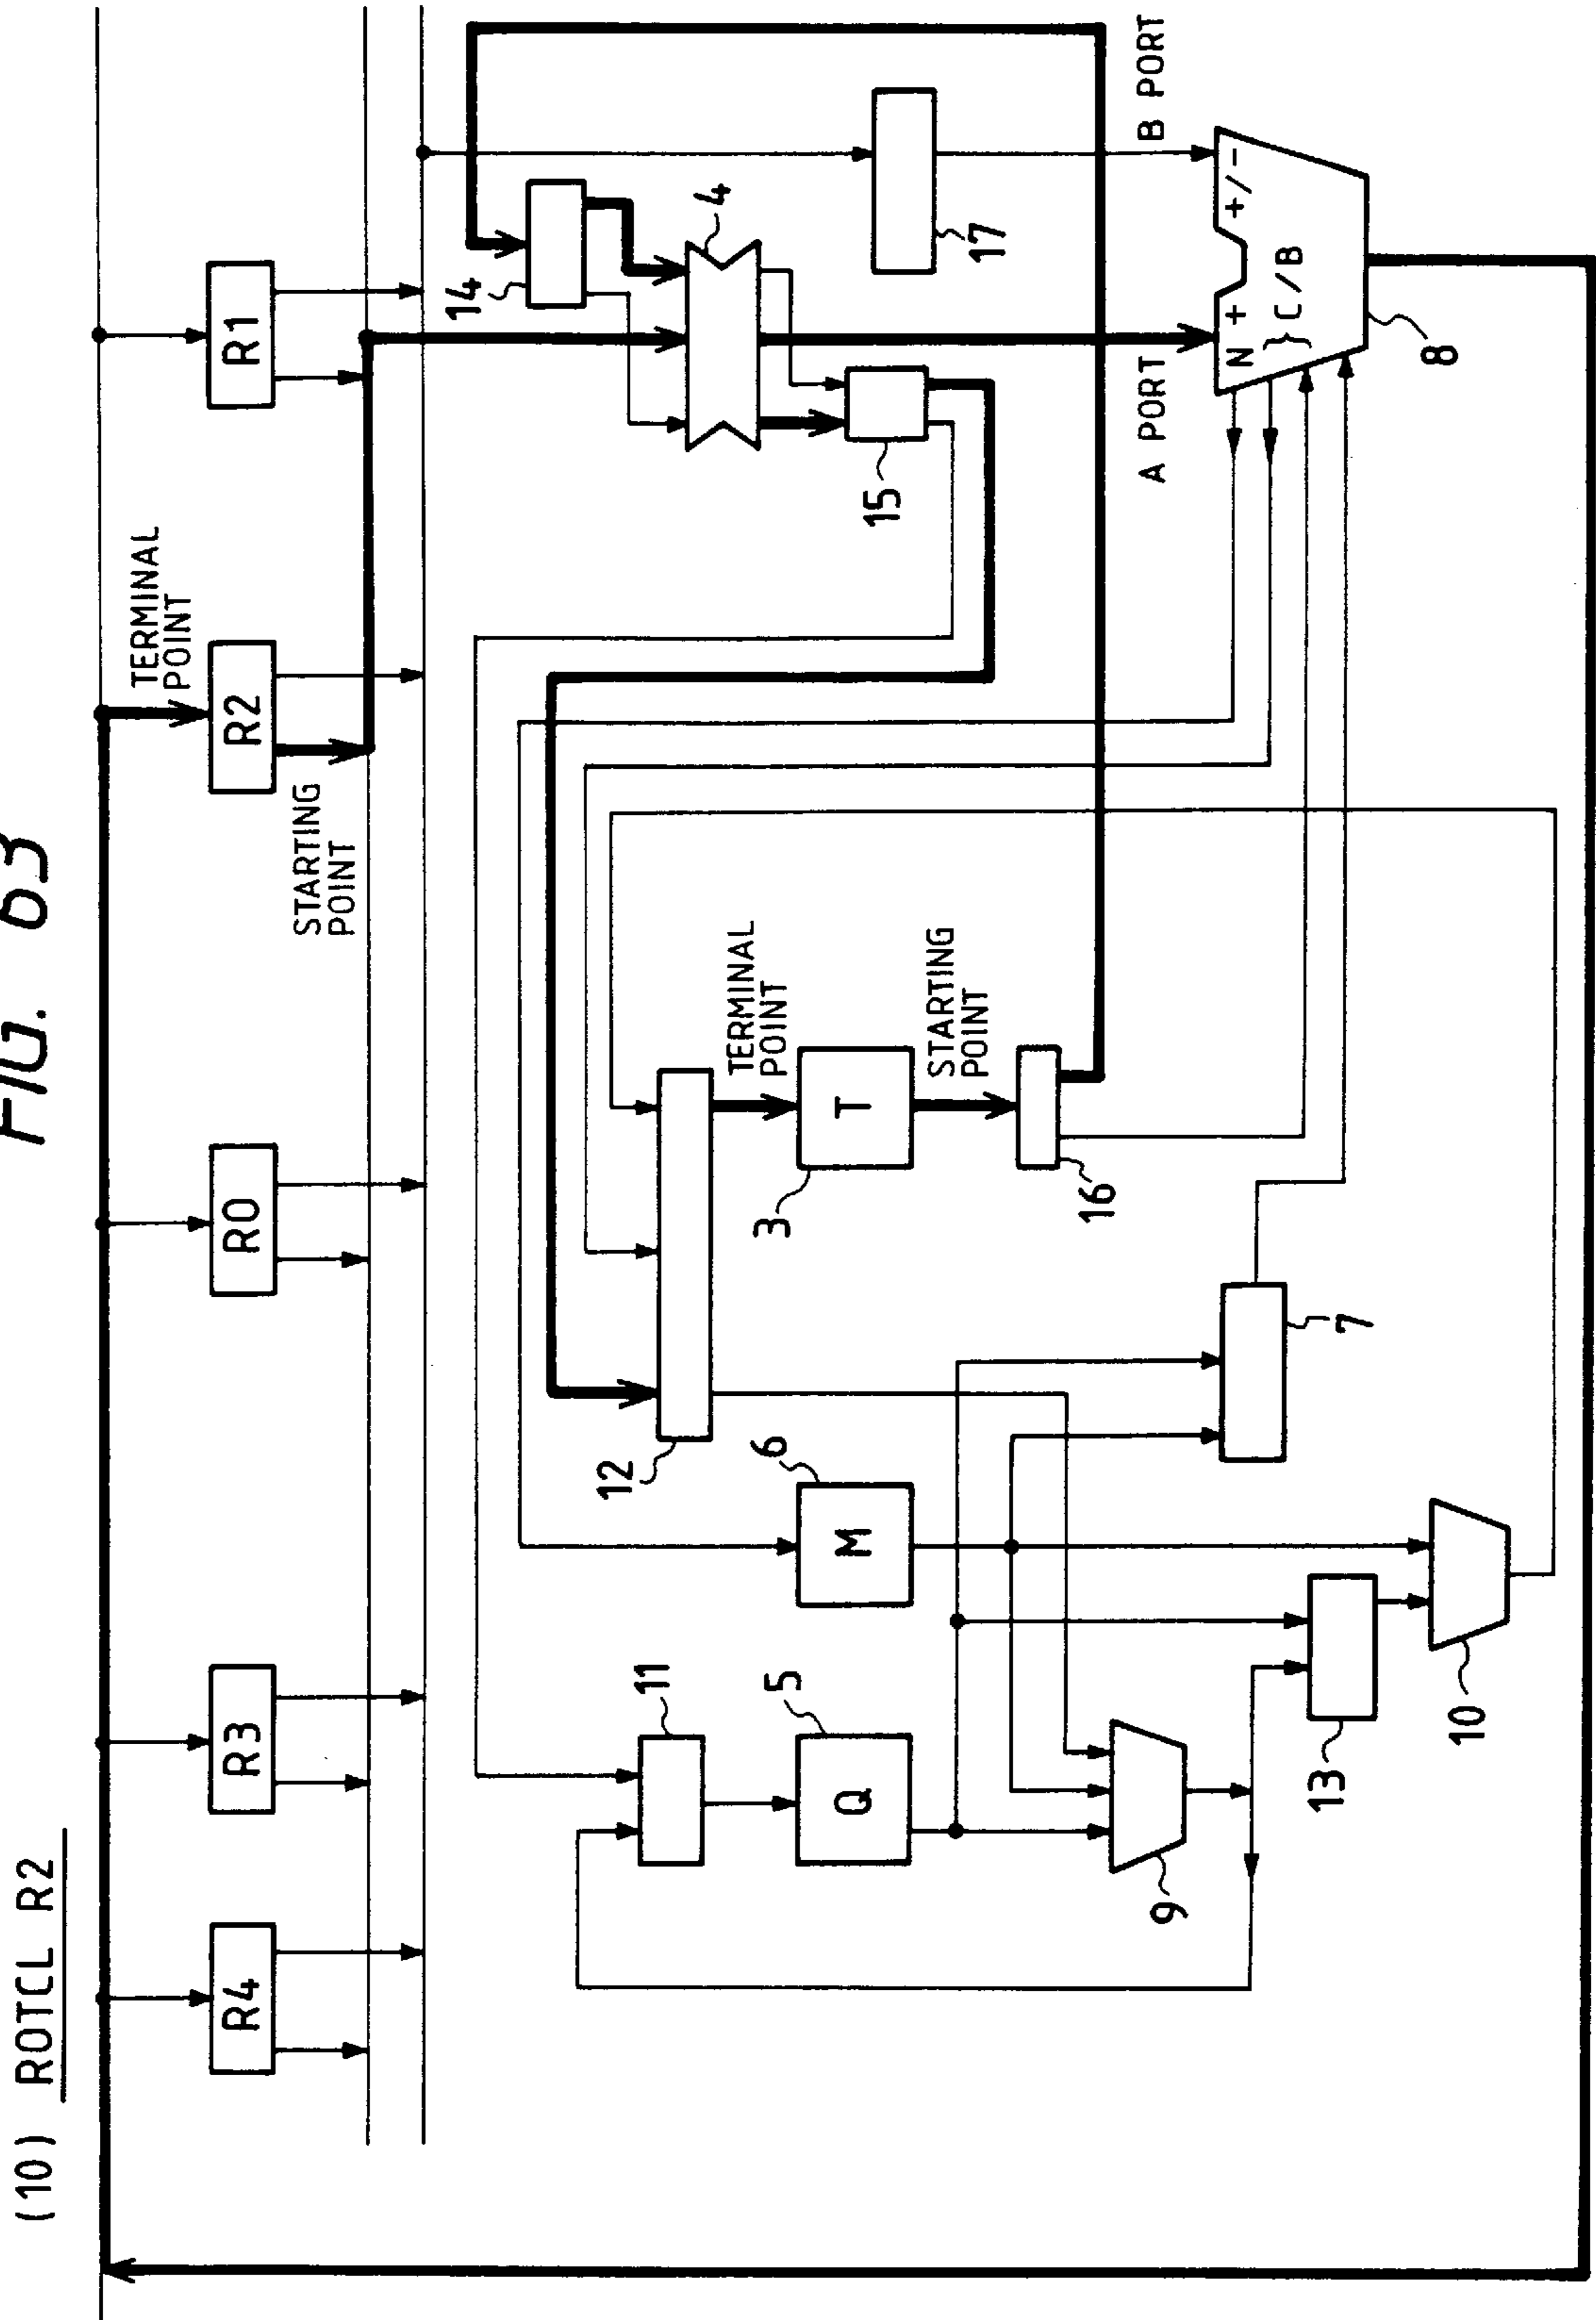 FIG. 63
(10) ROTCL R2
TERMINAL
POINT
R4
R3
R0
R2
R1
STARTING
POINT
14
4
12
11
TERMINAL
POINT
6
5
3
Q
M
T
15
17
STARTING
POINT
16
A PORT
B PORT
9
N + +/-
} C/B
13
7
10
8